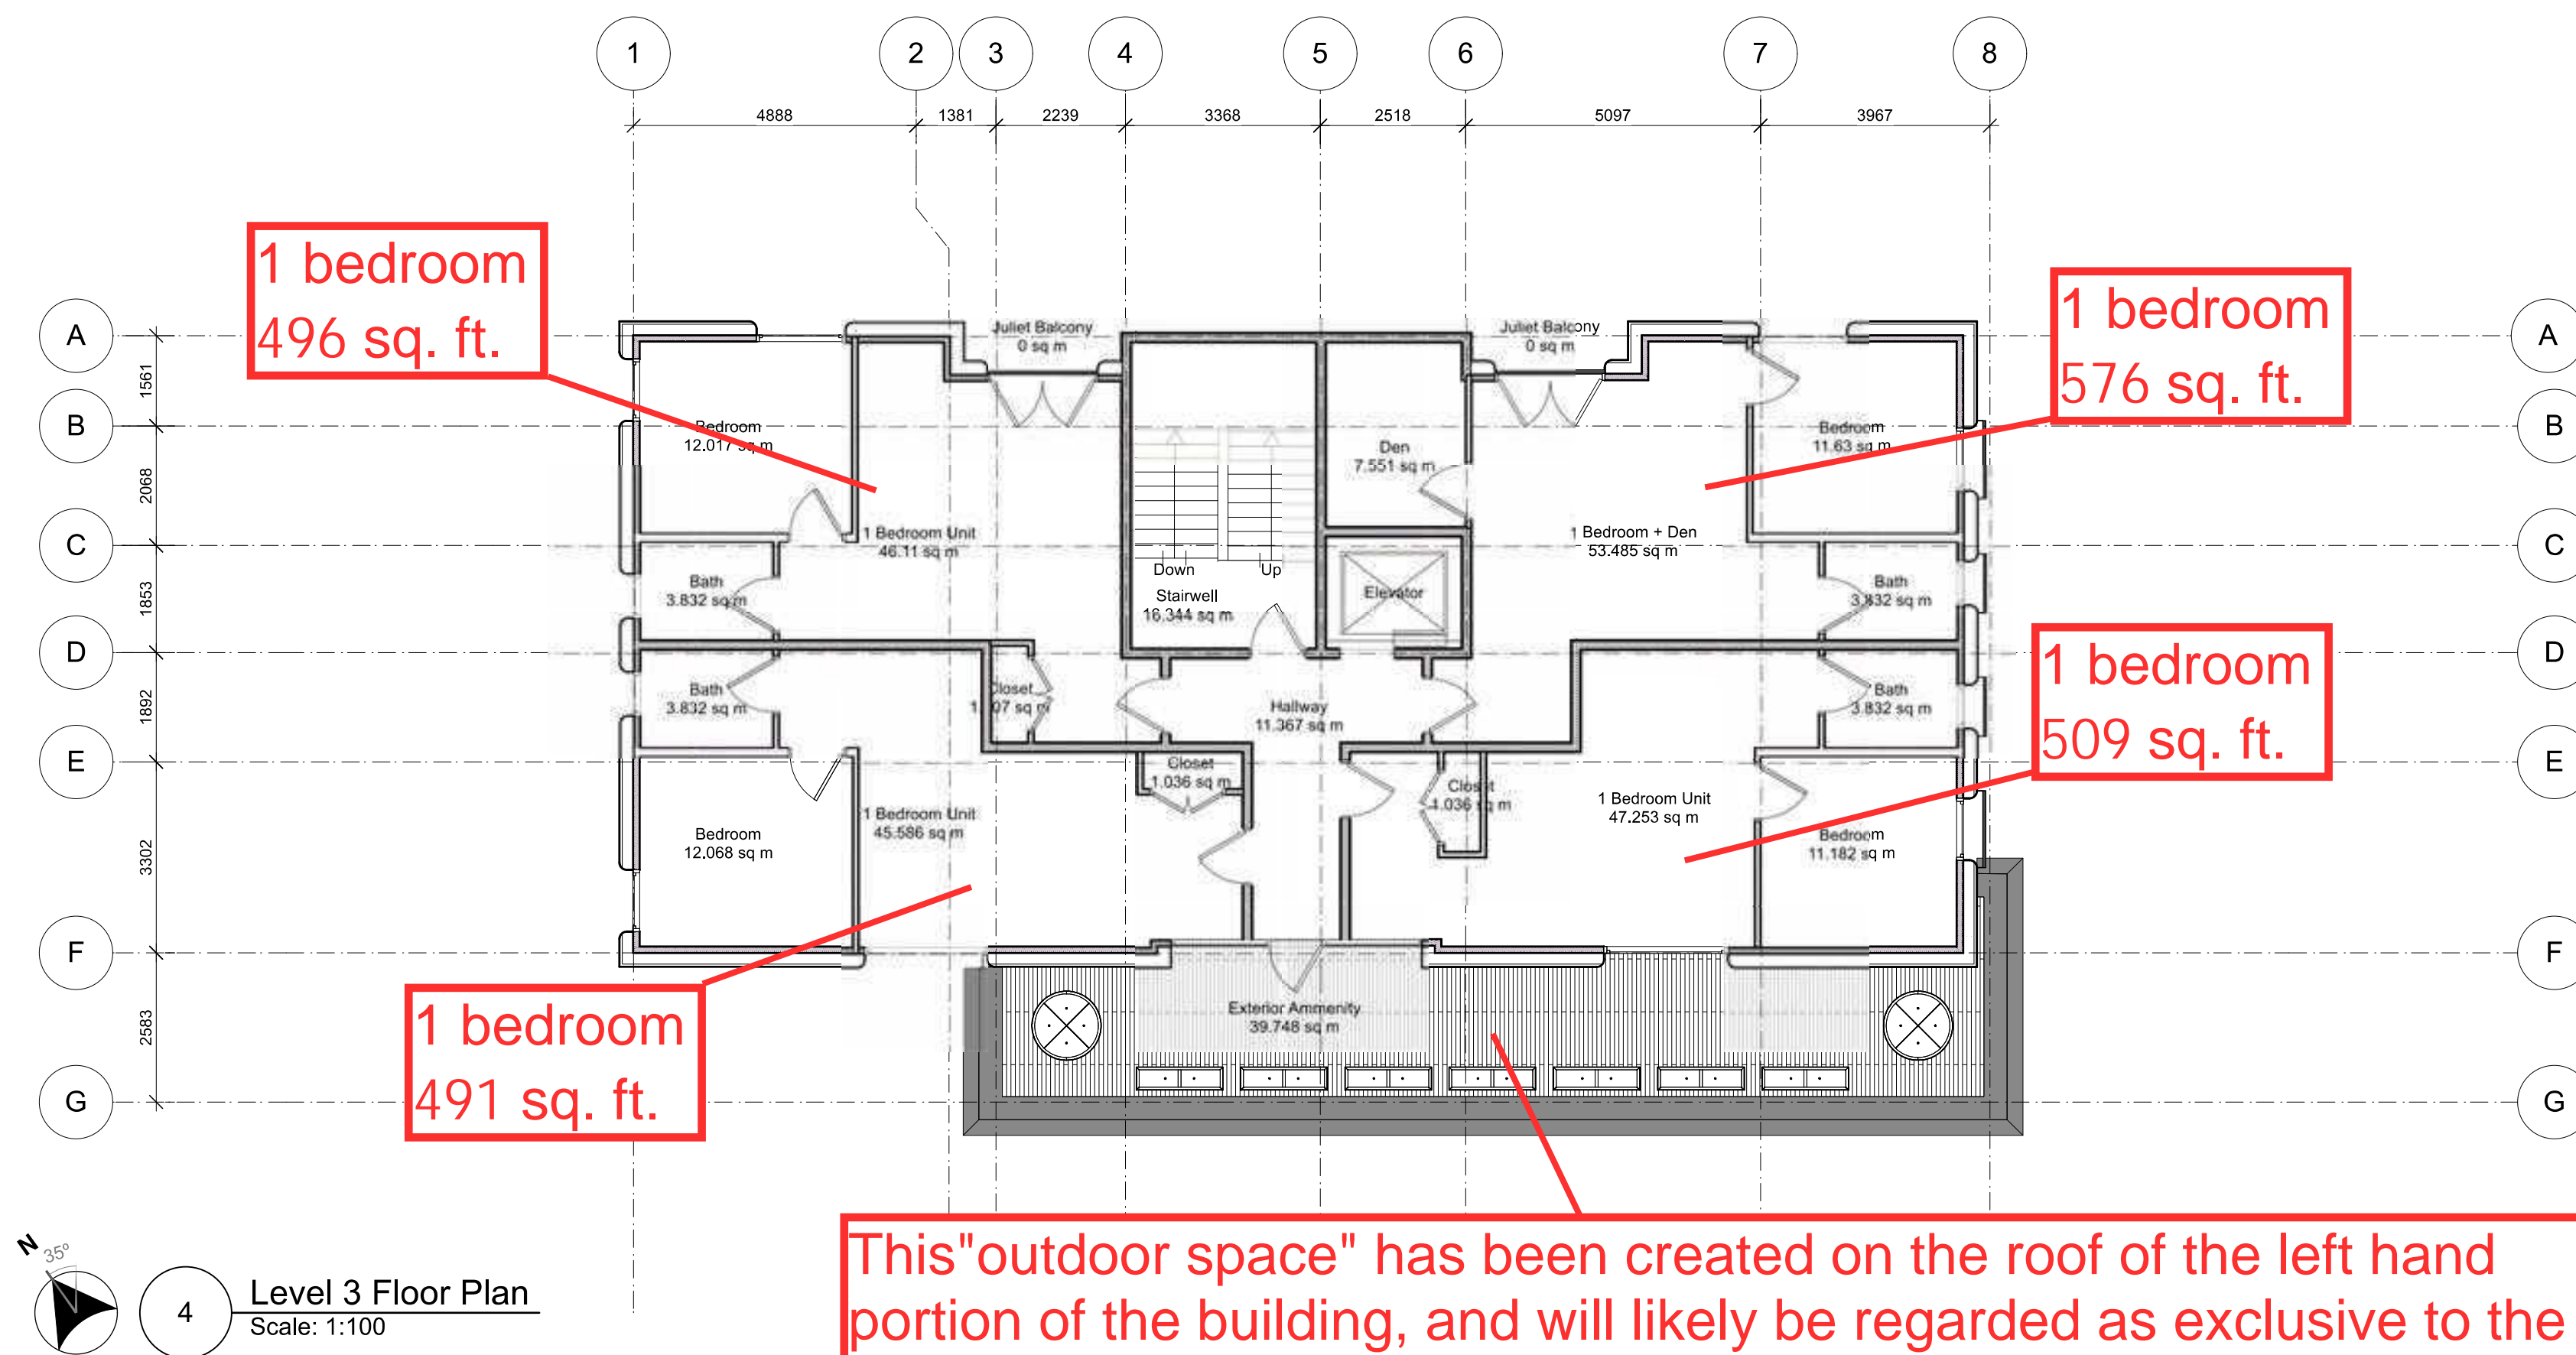 1
2
3
4
5
6
7
8
4888
1381
2239
3368
2518
5097
3967
1 bedroom
496 sq. ft.
1 bedroom
576 sq. ft.
A
B
C
D
E
F
G
1561
2068
1853
1892
3302
2583
A
B
C
D
E
F
G
Juliet Balcony
0 sq m
Juliet Balcony
0 sq m
Bedroom
12.017 sq m
Den
7.551 sq m
Bedroom
11.63 sq m
1 Bedroom Unit
46.11 sq m
1 Bedroom + Den
53.485 sq m
Down
Up
Stairwell
16.344 sq m
Elevator
Bath
3.832 sq m
Bath
3.832 sq m
Bath
3.832 sq m
Closet
sq m
Hallway
11.367 sq m
Bath
3.832 sq m
1 bedroom
509 sq. ft.
Closet
1.036 sq m
Closet
1.036 sq m
1 Bedroom Unit
45.586 sq m
1 Bedroom Unit
47.253 sq m
Bedroom
12.068 sq m
Bedroom
11.182 sq m
1 bedroom
491 sq. ft.
Exterior Ammenity
39.748 sq m
This"outdoor space" has been created on the roof of the left hand
portion of the building, and will likely be regarded as exclusive to the
N
35°
4
Level 3 Floor Plan
Scale: 1:100